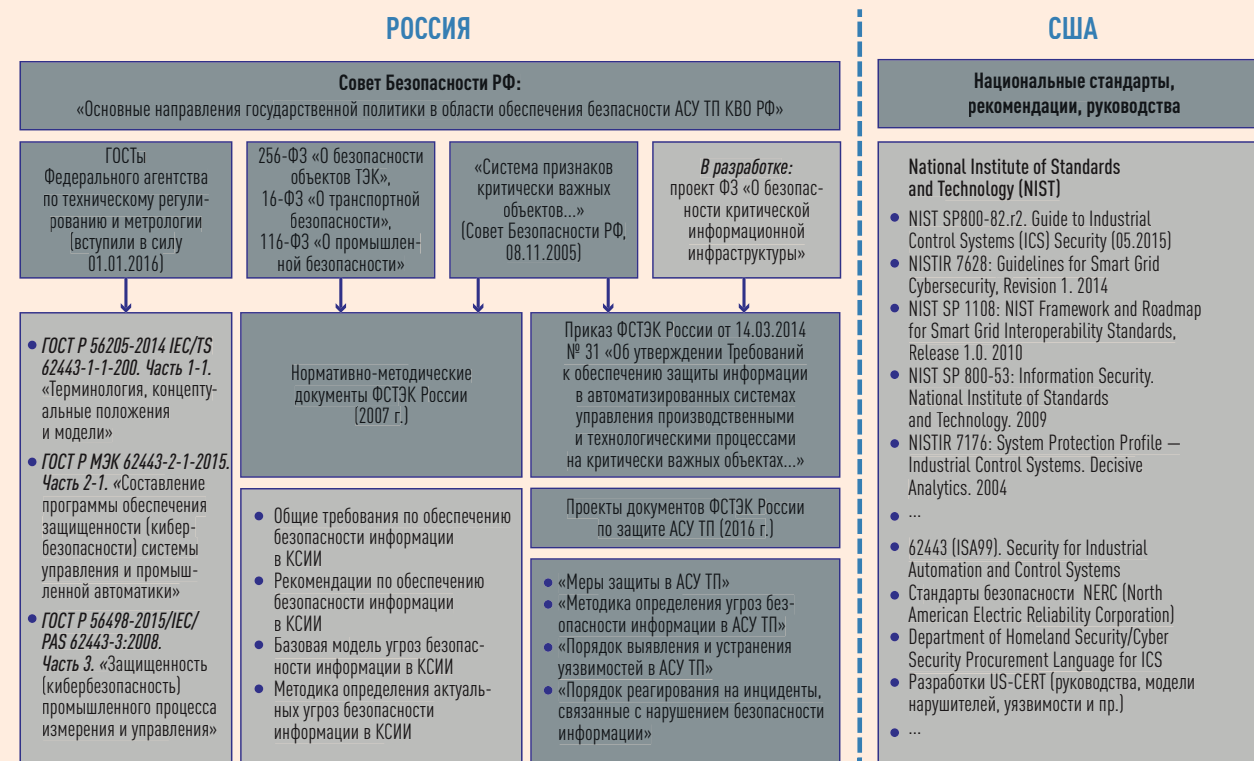 РОССИЯ
Совет Безопасности РФ:
«Основные направления государственной политики в области обеспечения безпасности АСУ ТП КВО РФ»
ГОСТы
Федерального агентства
по техническому регули-
рованию и метрологии
(вступили в силу
01.01.2016)
256-ФЗ «О безопасности
объектов ТЭК»,
16-ФЗ «О транспортной
безопасности»,
116-ФЗ «О промышлен-
ной безопасности»
«Система признаков
критически важных
объектов...»
(Совет Безопасности РФ,
08.11.2005)
В разработке:
проект ФЗ «О безопас-
ности критической
информационной
инфраструктуры»
• ГОСТ Р 56205-2014 IEC/TS
62443-1-1-200. Часть 1-1.
«Терминология, концепту-
альные положения
и модели»
• ГОСТ Р МЭК 62443-2-1-2015.
Часть 2-1. «Составление
программы обеспечения
защищенности (кибер-
безопасности) системы
управления и промыш-
ленной автоматики»
• ГОСТ Р 56498-2015/IEC/
PAS 62443-3:2008.
Часть 3. «Защищенность
(кибербезопасность)
промышленного процесса
измерения и управления»
Нормативно-методические
документы ФСТЭК России
(2007 г.)
• Общие требования по обеспечению
безопасности информации
в КСИИ
• Рекомендации по обеспечению
безопасности информации
в КСИИ
• Базовая модель угроз безопас-
ности информации в КСИИ
• Методика определения актуаль-
ных угроз безопасности
информации в КСИИ
Приказ ФСТЭК России от 14.03.2014
№ 31 «Об утверждении Требований
к обеспечению защиты информации
в автоматизированных системах
управления производственными
и технологическими процессами
на критически важных объектах...»
Проекты документов ФСТЭК России
по защите АСУ ТП (2016 г.)
• «Меры защиты в АСУ ТП»
• «Методика определения угроз без-
опасности информации в АСУ ТП»
• «Порядок выявления и устранения
уязвимостей в АСУ ТП»
• «Порядок реагирования на инциденты,
связанные с нарушением безопасности
информации»
США
Национальные стандарты,
рекомендации, руководства
National Institute of Standards
and Technology (NIST)
• NIST SP800-82.r2. Guide to Industrial
Control Systems (ICS) Security (05.2015)
• NISTIR 7628: Guidelines for Smart Grid
Cybersecurity, Revision 1. 2014
• NIST SP 1108: NIST Framework and Roadmap
for Smart Grid Interoperability Standards,
Release 1.0. 2010
• NIST SP 800-53: Information Security.
National Institute of Standards
and Technology. 2009
• NISTIR 7176: System Protection Profile —
Industrial Control Systems. Decisive
Analytics. 2004
• ...
• 62443 (ISA99). Security for Industrial
Automation and Control Systems
• Стандарты безопасности NERC (North
American Electric Reliability Corporation)
• Department of Homeland Security/Cyber
Security Procurement Language for ICS
• Разработки US-CERT (руководства, модели
нарушителей, уязвимости и пр.)
• ...